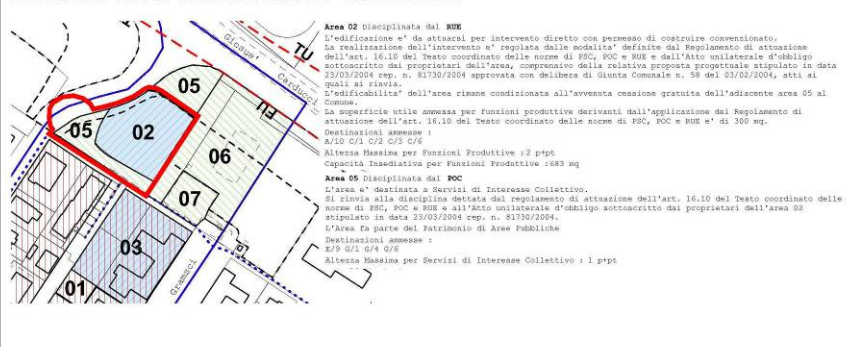 Area 02 Disciplinata dal RUE
L'edificazione e' da attuarsi per intervento diretto con permesso di costruire convenzionato.
La realizzazione dell'intervento e' regolata dalle modalita' definite dal Regolamento di attuazione
dell'art. 16.10 del Testo coordinato delle norme di PSC, POC e RUE e dall'Atto unilaterale d'obbligo
sottoscritto dai proprietari dell'area, comprensivo della relativa proposta progettuale stipulato in data
23/03/2004 rep. n. 81730/2004 approvata con delibera di Giunta Comunale n. 58 del 03/02/2004, atti ai
quali si rinvia.
L'edificabilita' dell'area rimane condizionata all'avvenuta cessione gratuita dell'adiacente area 05 al
Comune.
La superficie utile ammessa per funzioni produttive derivanti dall'applicazione del Regolamento di
attuazione dell'art. 16.10 del Testo coordinato delle norme di PSC, POC e RUE e' di 300 mq.
Destinazioni ammesse :
A/10 C/1 C/2 C/3 C/6
Altezza Massima per Funzioni Produttive :2 p+pt
Capacità Insediativa per Funzioni Produttive :683 mq
Area 05 Disciplinata dal POC
L'area e' destinata a Servizi di Interesse Collettivo.
Si rinvia alla disciplina dettata dal regolamento di attuazione dell'art. 16.10 del Testo coordinato delle
norme di PSC, POC e RUE e all'Atto unilaterale d'obbligo sottoscritto dai proprietari dell'area 02
stipulato in data 23/03/2004 rep. n. 81730/2004.
L'Area fa parte del Patrimonio di Aree Pubbliche
Destinazioni ammesse :
E/9 G/1 G/4 G/6
Altezza Massima per Servizi di Interesse Collettivo : 1 p+pt
Giosue'
Carducci
TU
TU
05
05
02
06
07
03
01
Gramsci